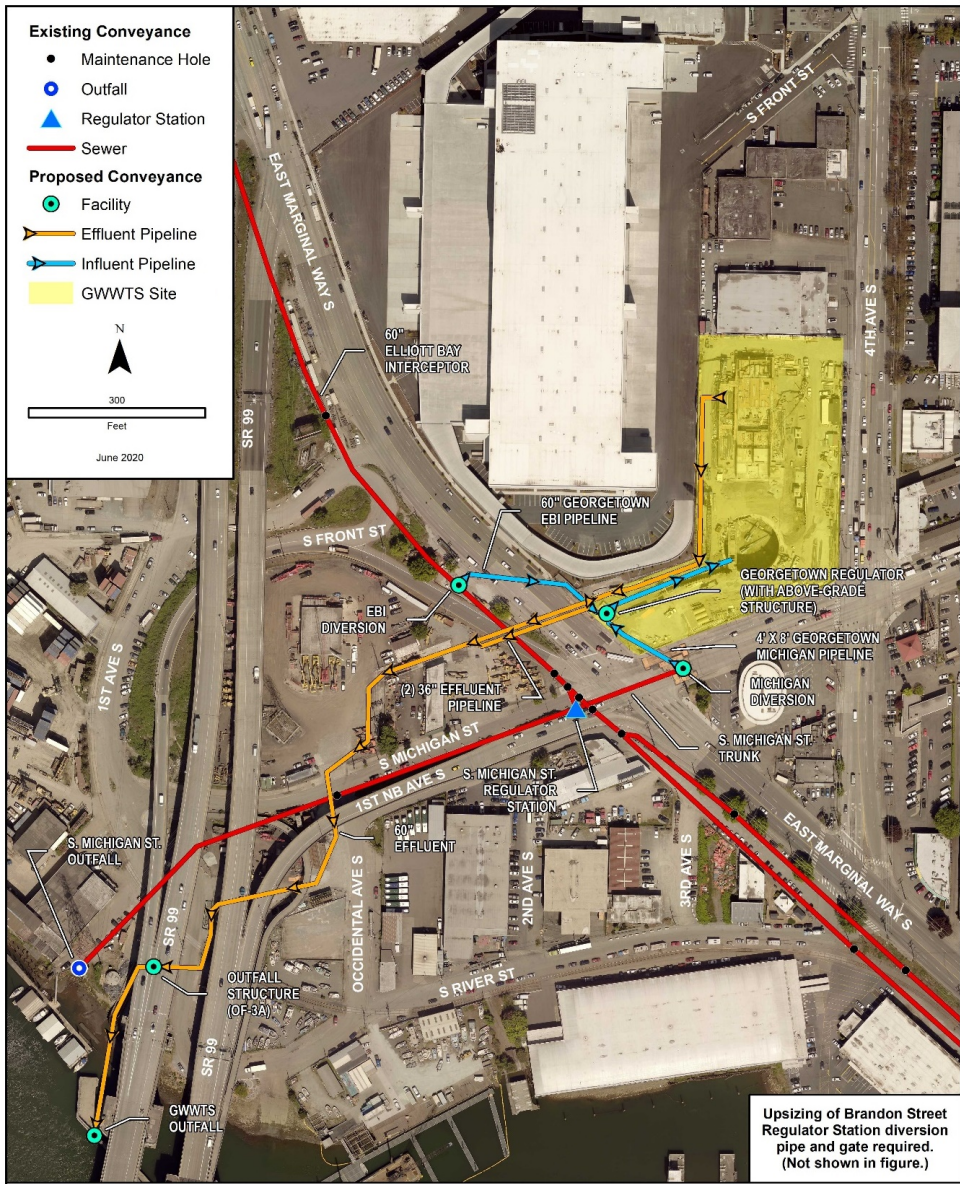 Existing Conveyance
Maintenance Hole
Outfall
Regulator Station
Sewer
Proposed Conveyance
Facility
Effluent Pipeline
Influent Pipeline
GWWTS Site
N
300
Feet
June 2020
S FRONT ST
EAST MARGINAL WAY S
4TH AVE S
60"
ELLIOTT BAY
INTERCEPTOR
SR 99
60" GEORGETOWN
EBI PIPELINE
S FRONT ST
GEORGETOWN REGULATOR
(WITH ABOVE-GRADE
STRUCTURE)
EBI
DIVERSION
4' X 8' GEORGETOWN
MICHIGAN PIPELINE
1ST AVE S
MICHIGAN
DIVERSION
(2) 36" EFFLUENT
PIPELINE
S MICHIGAN ST
S. MICHIGAN ST.
TRUNK
1ST NB AVE S
S. MICHIGAN ST.
REGULATOR
STATION
60"
EFFLUENT
S. MICHIGAN ST.
OUTFALL
EAST MARGINAL WAY S
OCCIDENTAL AVE S
2ND AVE S
3RD AVE S
SR 99
S RIVER ST
OUTFALL
STRUCTURE
(OF-3A)
SR 99
GWWTS
OUTFALL
Upsizing of Brandon Street
Regulator Station diversion
pipe and gate required.
(Not shown in figure.)